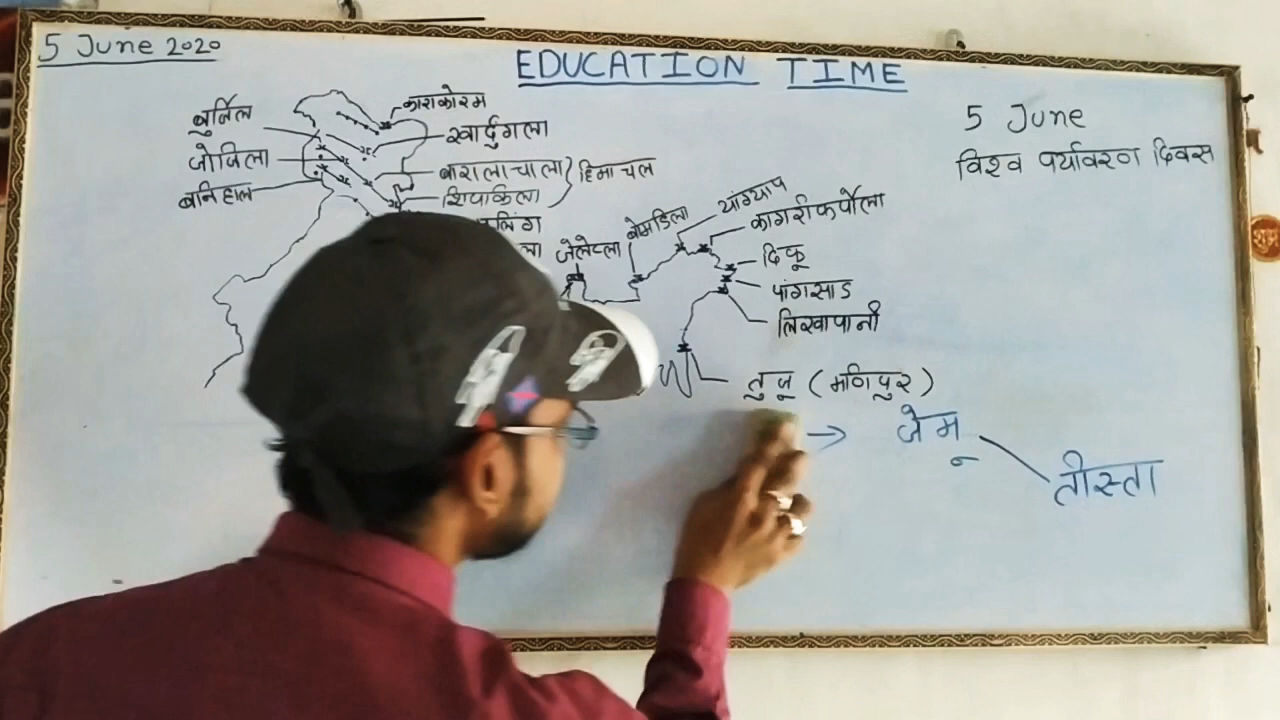 5 June 2020
EDUCATION TIME
5 June
विश्व पर्यावरण दिवस
काराकोरम
बुर्जिल
खार्दुगला
जोजिला
बारालाचाला
शिपकिला
हिमाचल
बनिहाल
लिंग
ला
जेलेप्ला
बोमडिला
यांग्याप
कागरीकर्पोला
दिफू
पांगसाड
लिखापानी
तुजू (मणिपुर)
→ जेमू
तीस्ता